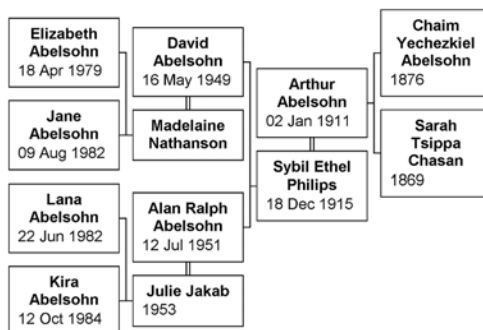 Elizabeth
Abelsohn
18 Apr 1979
Jane
Abelsohn
09 Aug 1982
Lana
Abelsohn
22 Jun 1982
Kira
Abelsohn
12 Oct 1984
David
Abelsohn
16 May 1949
Madelaine
Nathanson
Alan Ralph
Abelsohn
12 Jul 1951
Julie Jakab
1953
Arthur
Abelsohn
02 Jan 1911
Sybil Ethel
Philips
18 Dec 1915
Chaim
Yechezkiel
Abelsohn
1876
Sarah
Tsippa
Chasan
1869